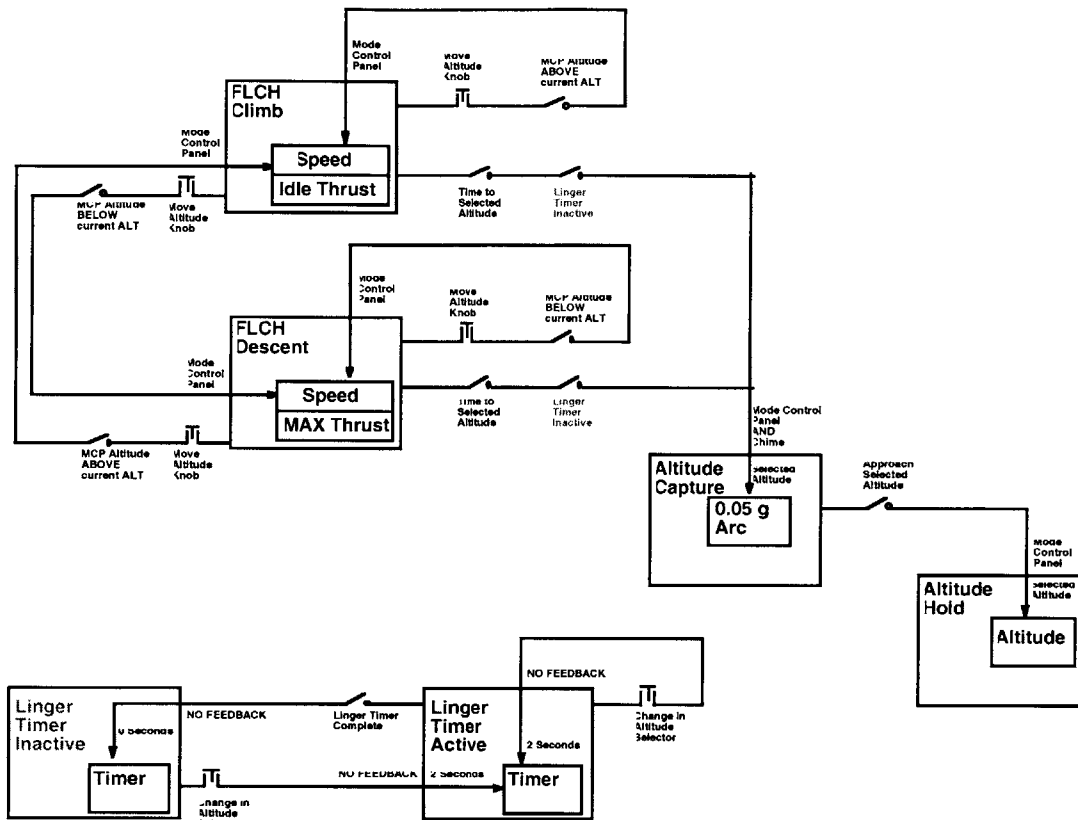 Mode
Control
Panel
Move
Altitude
Knob
MCP Altitude
ABOVE
current ALT
FLCH
Climb
Mode
Control
Panel
Speed
Idle Thrust
MCP Altitude
BELOW
current ALT
Move
Altitude
Knob
Time to
Selected
Altitude
Linger
Timer
Inactive
Mode
Control
Panel
Move
Altitude
Knob
MCP Altitude
BELOW
current ALT
FLCH
Descent
Mode
Control
Panel
Speed
MAX Thrust
Time to
Selected
Altitude
Linger
Timer
Inactive
MCP Altitude
ABOVE
current ALT
Move
Altitude
Knob
Mode Control
Panel
AND
Chime
Altitude
Capture
Selected
Altitude
0.05 g
Arc
Approach
Selected
Altitude
Mode
Control
Panel
Altitude
Hold
Selected
Altitude
Altitude
Linger
Timer
Inactive
NO FEEDBACK
0 Seconds
Timer
Linger Timer
Complete
Change in
Altitude
NO FEEDBACK
2 Seconds
Linger
Timer
Active
NO FEEDBACK
2 Seconds
Timer
Change in
Altitude
Selector